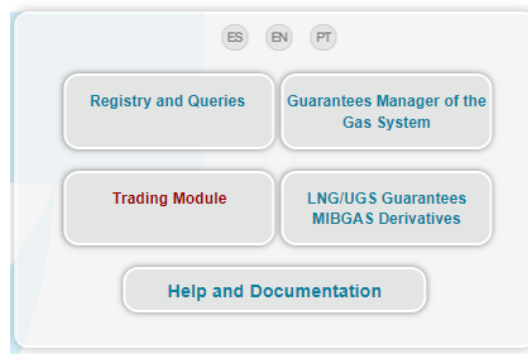 ES EN PT
Registry and Queries
Guarantees Manager of the
Gas System
Trading Module
LNG/UGS Guarantees
MIBGAS Derivatives
Help and Documentation